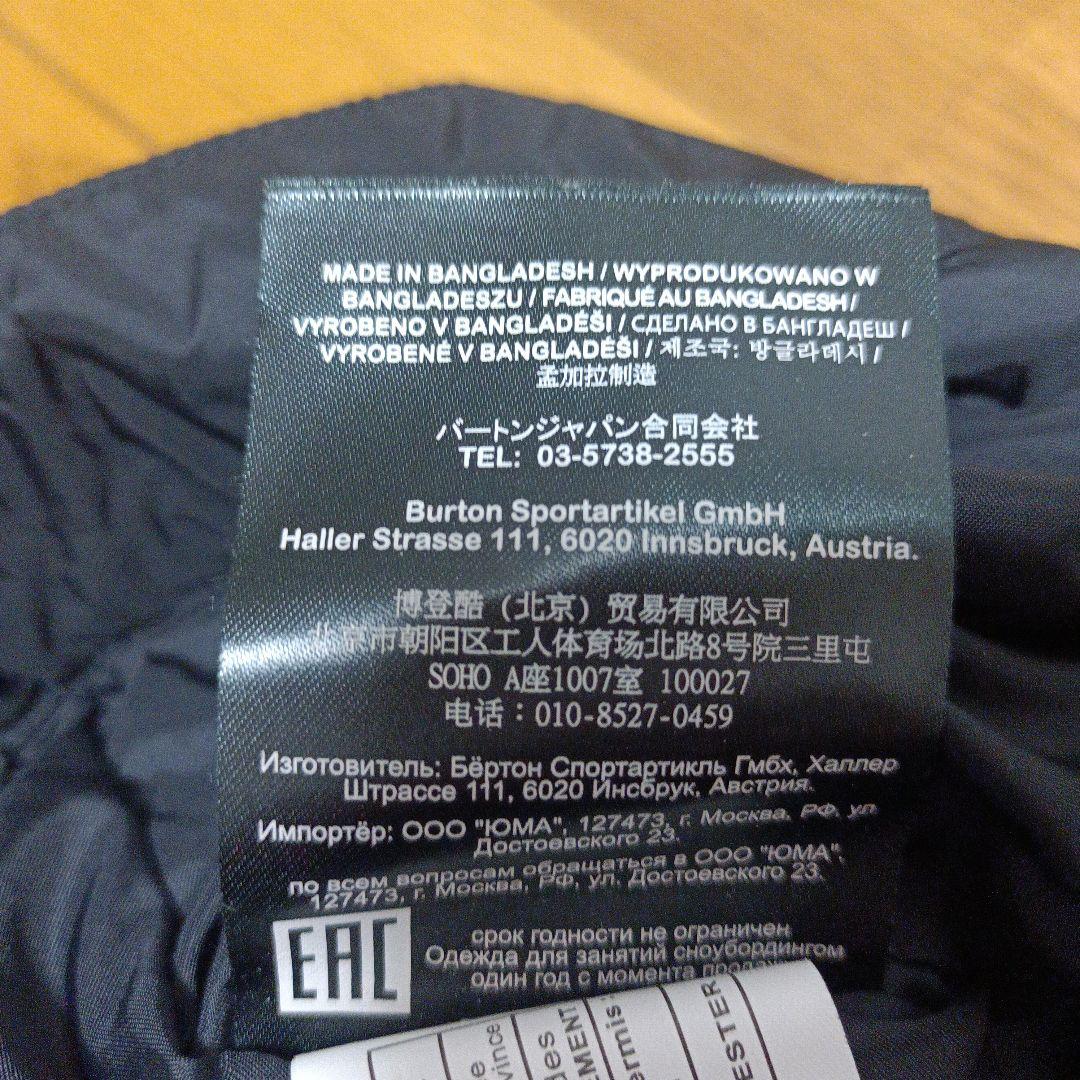 MADE IN BANGLADESH / WYPRODUKOWANO W
BANGLADESZU / FABRIQUÉ AU BANGLADESH /
VYROBENO V BANGLADÉŠI / СДЕЛАНО В БАНГЛАДЕШ /
VYROBENÉ V BANGLADÉŠI / 제조국: 방글라데시 /
孟加拉制造
バートンジャパン合同会社
TEL: 03-5738-2555
Burton Sportartikel GmbH
Haller Strasse 111, 6020 Innsbruck, Austria.
博登酷（北京）贸易有限公司
北京市朝阳区工人体育场北路8号院三里屯
SOHO A座1007室 100027
电话：010-8527-0459
Изготовитель: Бёртон Спортартикль Гмбх, Халлер
Штрассе 111, 6020 Инсбрук, Австрия.
Импортёр: ООО "ЮМА", 127473, г. Москва, РФ, ул.
Достоевского 23.
по всем вопросам обращаться в ООО "ЮМА",
127473, г. Москва, РФ, ул. Достоевского 23.
EAC
срок годности не ограничен
Одежда для занятий сноубордингом
один год с момента
vince
ESTER